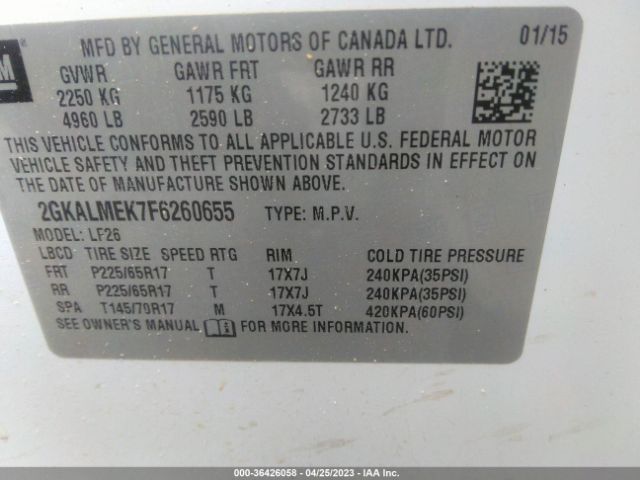 GM
MFD BY GENERAL MOTORS OF CANADA LTD. 01/15
GVWR GAWR FRT GAWR RR
2250 KG 1175 KG 1240 KG
4960 LB 2590 LB 2733 LB
THIS VEHICLE CONFORMS TO ALL APPLICABLE U.S. FEDERAL MOTOR
VEHICLE SAFETY AND THEFT PREVENTION STANDARDS IN EFFECT ON
THE DATE OF MANUFACTURE SHOWN ABOVE.
2GKALMEK7F6260655 TYPE: M.P.V.
MODEL: LF26
LBCD TIRE SIZE SPEED RTG RIM COLD TIRE PRESSURE
FRT P225/65R17 T 17X7J 240KPA(35PSI)
RR P225/65R17 T 17X7J 240KPA(35PSI)
SPA T145/70R17 M 17X4.5T 420KPA(60PSI)
SEE OWNER'S MANUAL FOR MORE INFORMATION.
000-36426058 - 04/25/2023 - IAA Inc.